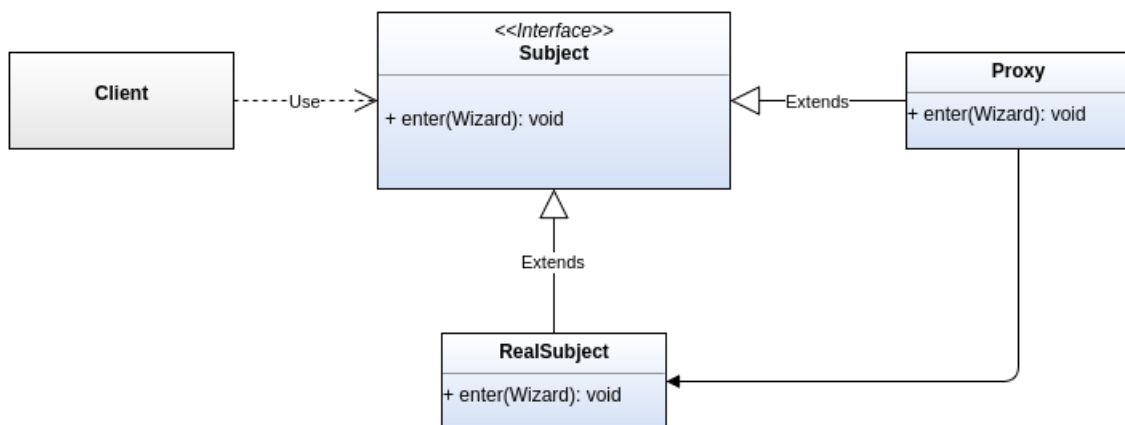 <<Interface>>
Subject
+ enter(Wizard): void
Client
Use
Extends
Proxy
+ enter(Wizard): void
Extends
RealSubject
+ enter(Wizard): void